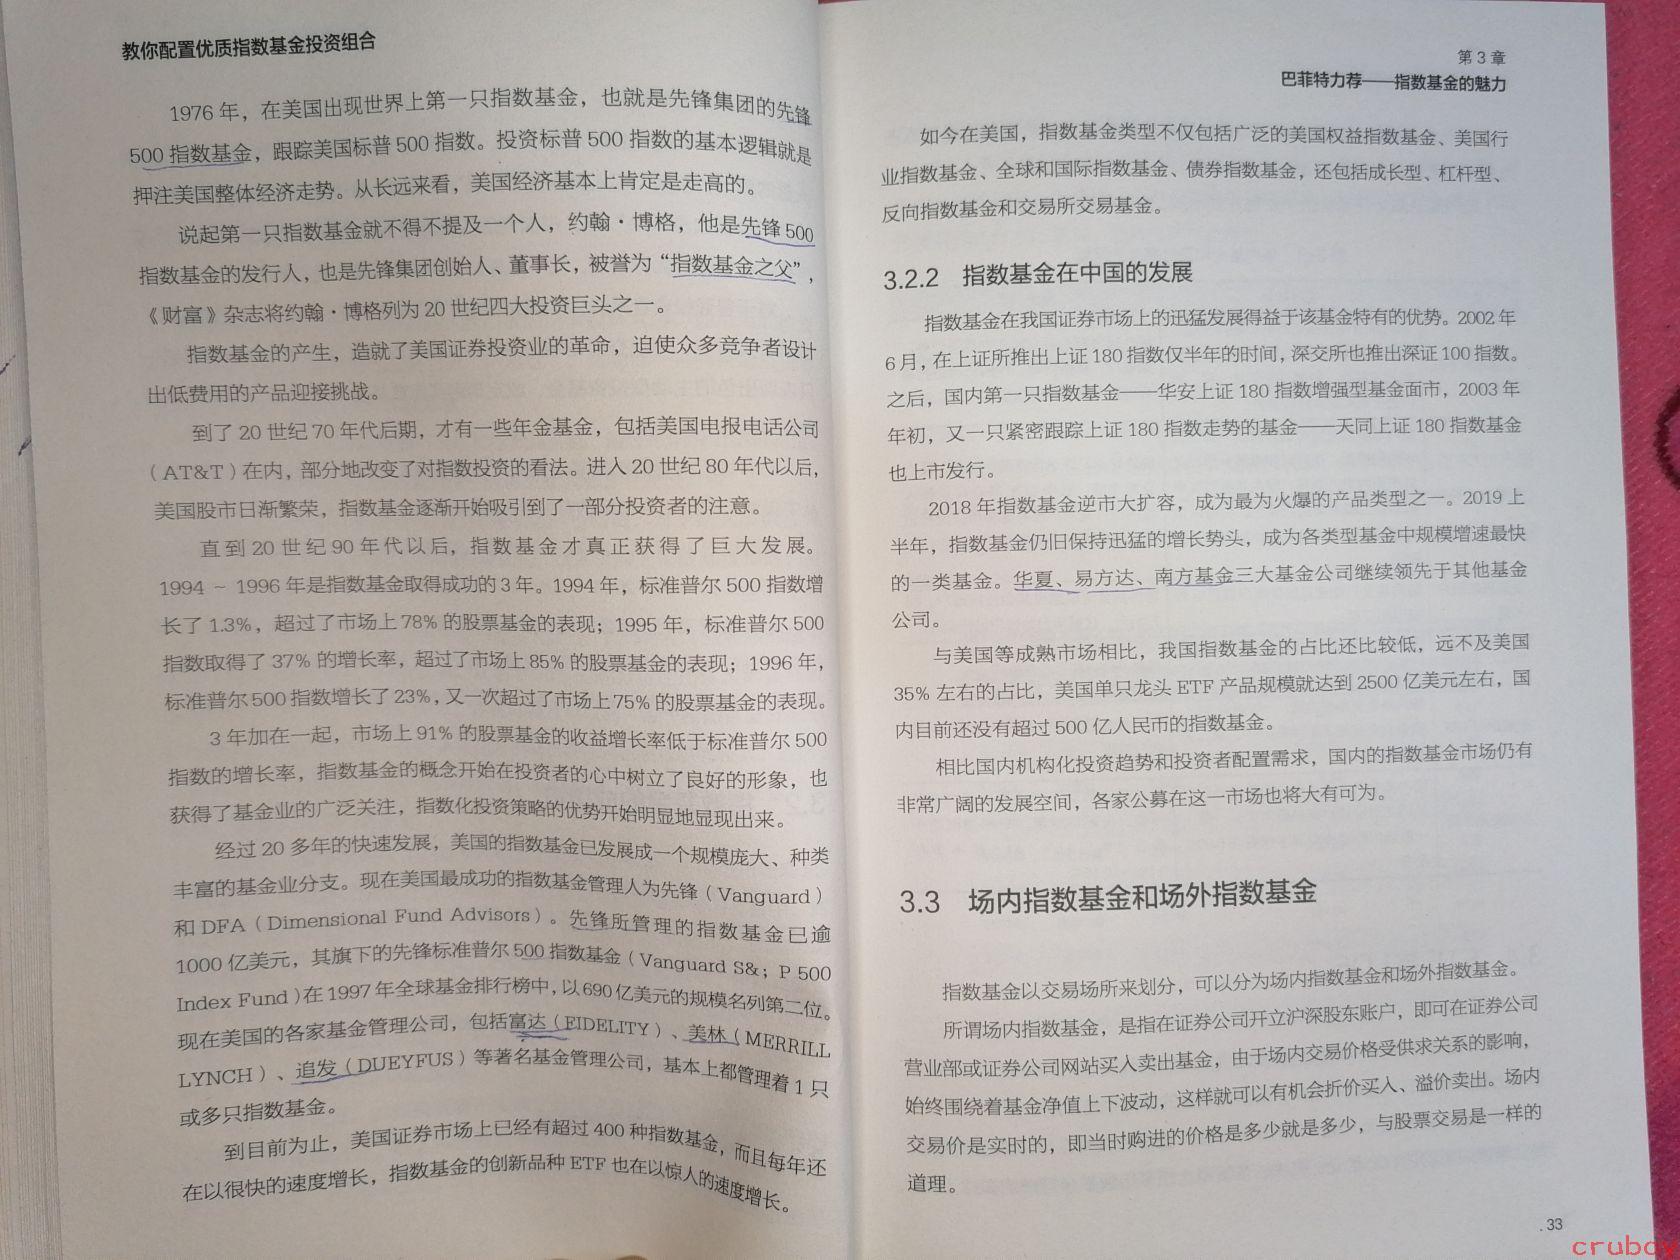 教你配置优质指数基金投资组合
1976 年，在美国出现世界上第一只指数基金，也就是先锋集团的先锋
500 指数基金，跟踪美国标普 500 指数。投资标普 500 指数的基本逻辑就是
押注美国整体经济走势。从长远来看，美国经济基本上肯定是走高的。
说起第一只指数基金就不得不提及一个人，约翰·博格，他是先锋 500
指数基金的发行人，也是先锋集团创始人、董事长，被誉为“指数基金之父”，
《财富》杂志将约翰·博格列为 20 世纪四大投资巨头之一。
指数基金的产生，造就了美国证券投资业的革命，迫使众多竞争者设计
出低费用的产品迎接挑战。
到了 20 世纪 70 年代后期，才有一些年金基金，包括美国电报电话公司
（AT&T）在内，部分地改变了对指数投资的看法。进入 20 世纪 80 年代以后，
美国股市日渐繁荣，指数基金逐渐开始吸引到了一部分投资者的注意。
直到 20 世纪 90 年代以后，指数基金才真正获得了巨大发展。
1994 ~ 1996 年是指数基金取得成功的 3 年。1994 年，标准普尔 500 指数增
长了 1.3%，超过了市场上 78% 的股票基金的表现；1995 年，标准普尔 500
指数取得了 37% 的增长率，超过了市场上 85% 的股票基金的表现；1996 年，
标准普尔 500 指数增长了 23%，又一次超过了市场上 75% 的股票基金的表现。
3 年加在一起，市场上 91% 的股票基金的收益增长率低于标准普尔 500
指数的增长率，指数基金的概念开始在投资者的心中树立了良好的形象，也
获得了基金业的广泛关注，指数化投资策略的优势开始明显地显现出来。
经过 20 多年的快速发展，美国的指数基金已发展成一个规模庞大、种类
丰富的基金业分支。现在美国最成功的指数基金管理人为先锋（Vanguard）
和 DFA（Dimensional Fund Advisors）。先锋所管理的指数基金已逾
1000 亿美元，其旗下的先锋标准普尔 500 指数基金（Vanguard S&；P 500
Index Fund）在 1997 年全球基金排行榜中，以 690 亿美元的规模名列第二位。
现在美国的各家基金管理公司，包括富达（FIDELITY）、美林（MERRILL
LYNCH）、追发（DUEYFUS）等著名基金管理公司，基本上都管理着 1 只
或多只指数基金。
到目前为止，美国证券市场上已经有超过 400 种指数基金，而且每年还
在以很快的速度增长，指数基金的创新品种 ETF 也在以惊人的速度增长。
第 3 章
巴菲特力荐——指数基金的魅力
如今在美国，指数基金类型不仅包括广泛的美国权益指数基金、美国行
业指数基金、全球和国际指数基金、债券指数基金，还包括成长型、杠杆型、
反向指数基金和交易所交易基金。
3.2.2 指数基金在中国的发展
指数基金在我国证券市场上的迅猛发展得益于该基金特有的优势。2002 年
6 月，在上证所推出上证 180 指数仅半年的时间，深交所也推出深证 100 指数。
之后，国内第一只指数基金——华安上证 180 指数增强型基金面市，2003 年
年初，又一只紧密跟踪上证 180 指数走势的基金——天同上证 180 指数基金
也上市发行。
2018 年指数基金逆市大扩容，成为最为火爆的产品类型之一。2019 上
半年，指数基金仍旧保持迅猛的增长势头，成为各类型基金中规模增速最快
的一类基金。华夏、易方达、南方基金三大基金公司继续领先于其他基金
公司。
与美国等成熟市场相比，我国指数基金的占比还比较低，远不及美国
35% 左右的占比，美国单只龙头 ETF 产品规模就达到 2500 亿美元左右，国
内目前还没有超过 500 亿人民币的指数基金。
相比国内机构化投资趋势和投资者配置需求，国内的指数基金市场仍有
非常广阔的发展空间，各家公募在这一市场也将大有可为。
3.3 场内指数基金和场外指数基金
指数基金以交易场所来划分，可以分为场内指数基金和场外指数基金。
所谓场内指数基金，是指在证券公司开立沪深股东账户，即可在证券公司
营业部或证券公司网站买入卖出基金，由于场内交易价格受供求关系的影响，
始终围绕着基金净值上下波动，这样就可以有机会折价买入、溢价卖出。场内
交易价是实时的，即当时购进的价格是多少就是多少，与股票交易是一样的
道理。
. 33